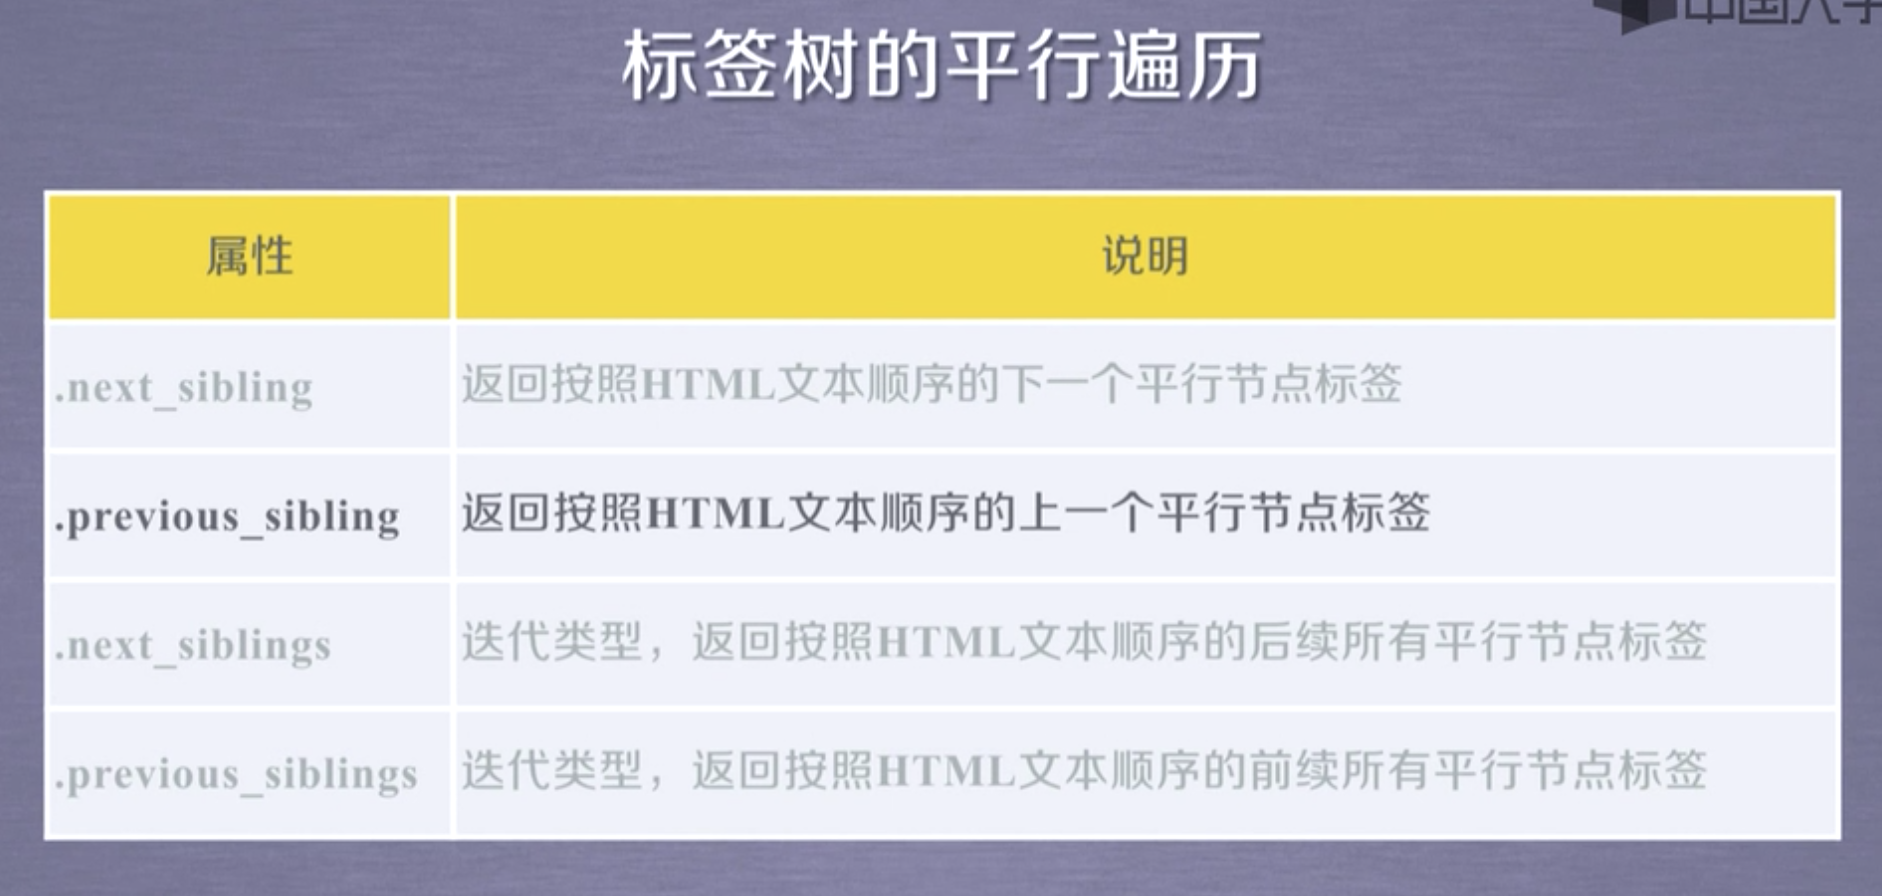 中国大学
标签树的平行遍历
属性 说明
.next_sibling 返回按照HTML文本顺序的下一个平行节点标签
.previous_sibling 返回按照HTML文本顺序的上一个平行节点标签
.next_siblings 迭代类型，返回按照HTML文本顺序的后续所有平行节点标签
.previous_siblings 迭代类型，返回按照HTML文本顺序的前续所有平行节点标签